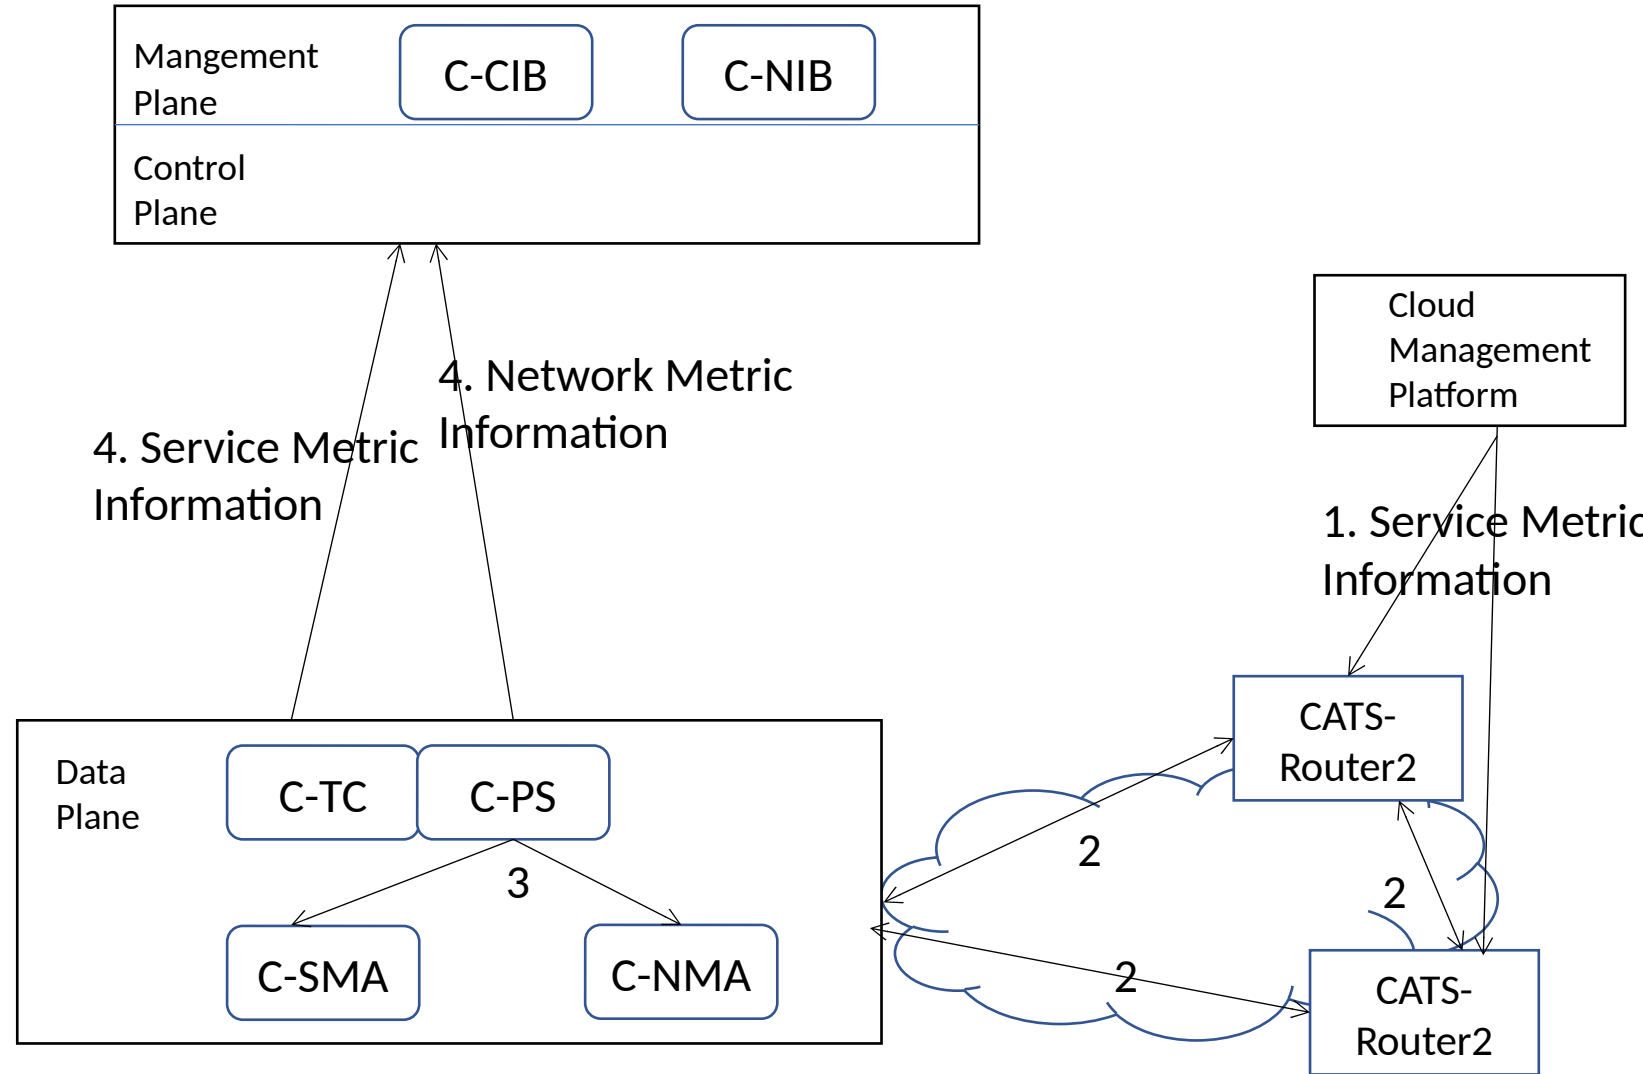 Mangement
Plane
C-CIB
C-NIB
Control
Plane
Cloud
Management
Platform
4. Network Metric
Information
4. Service Metric
Information
1. Service Metric
Information
CATS-
Router2
Data
Plane
C-TC
C-PS
2
3
2
C-SMA
C-NMA
2
CATS-
Router2